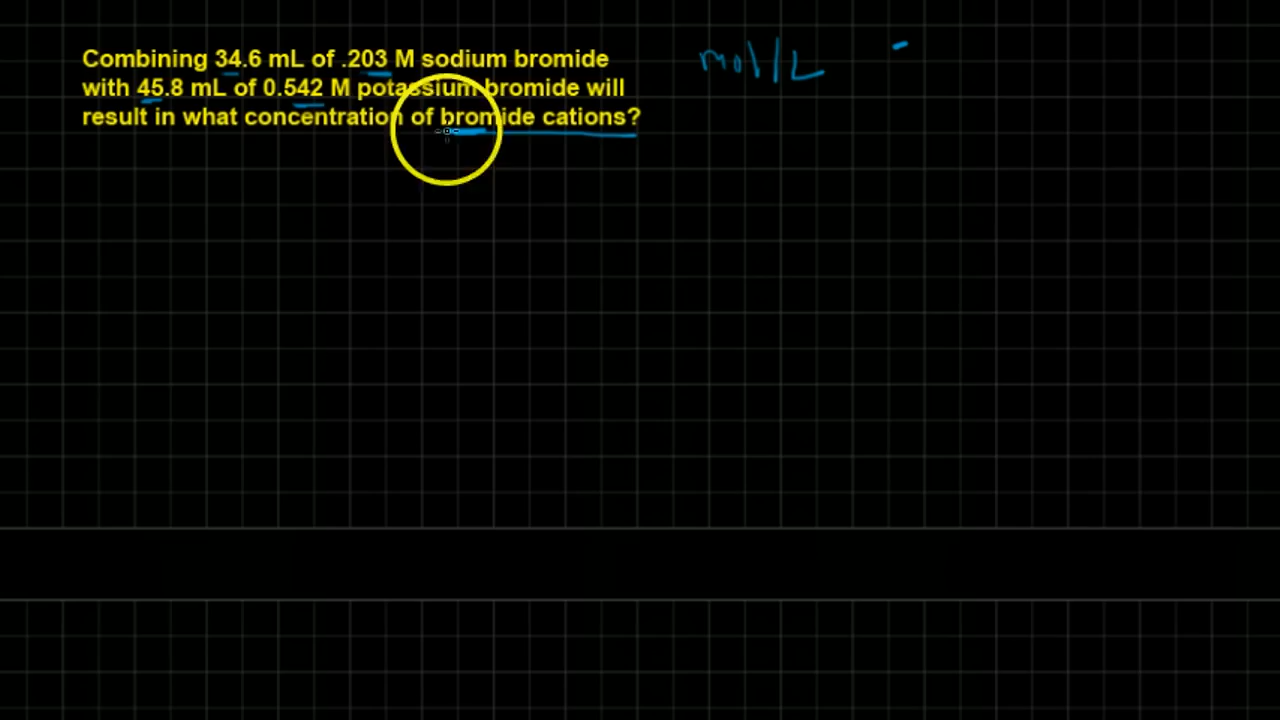 Combining 34.6 mL of .203 M sodium bromide
with 45.8 mL of 0.542 M potassium bromide will
result in what concentration of bromide cations?
mol/L